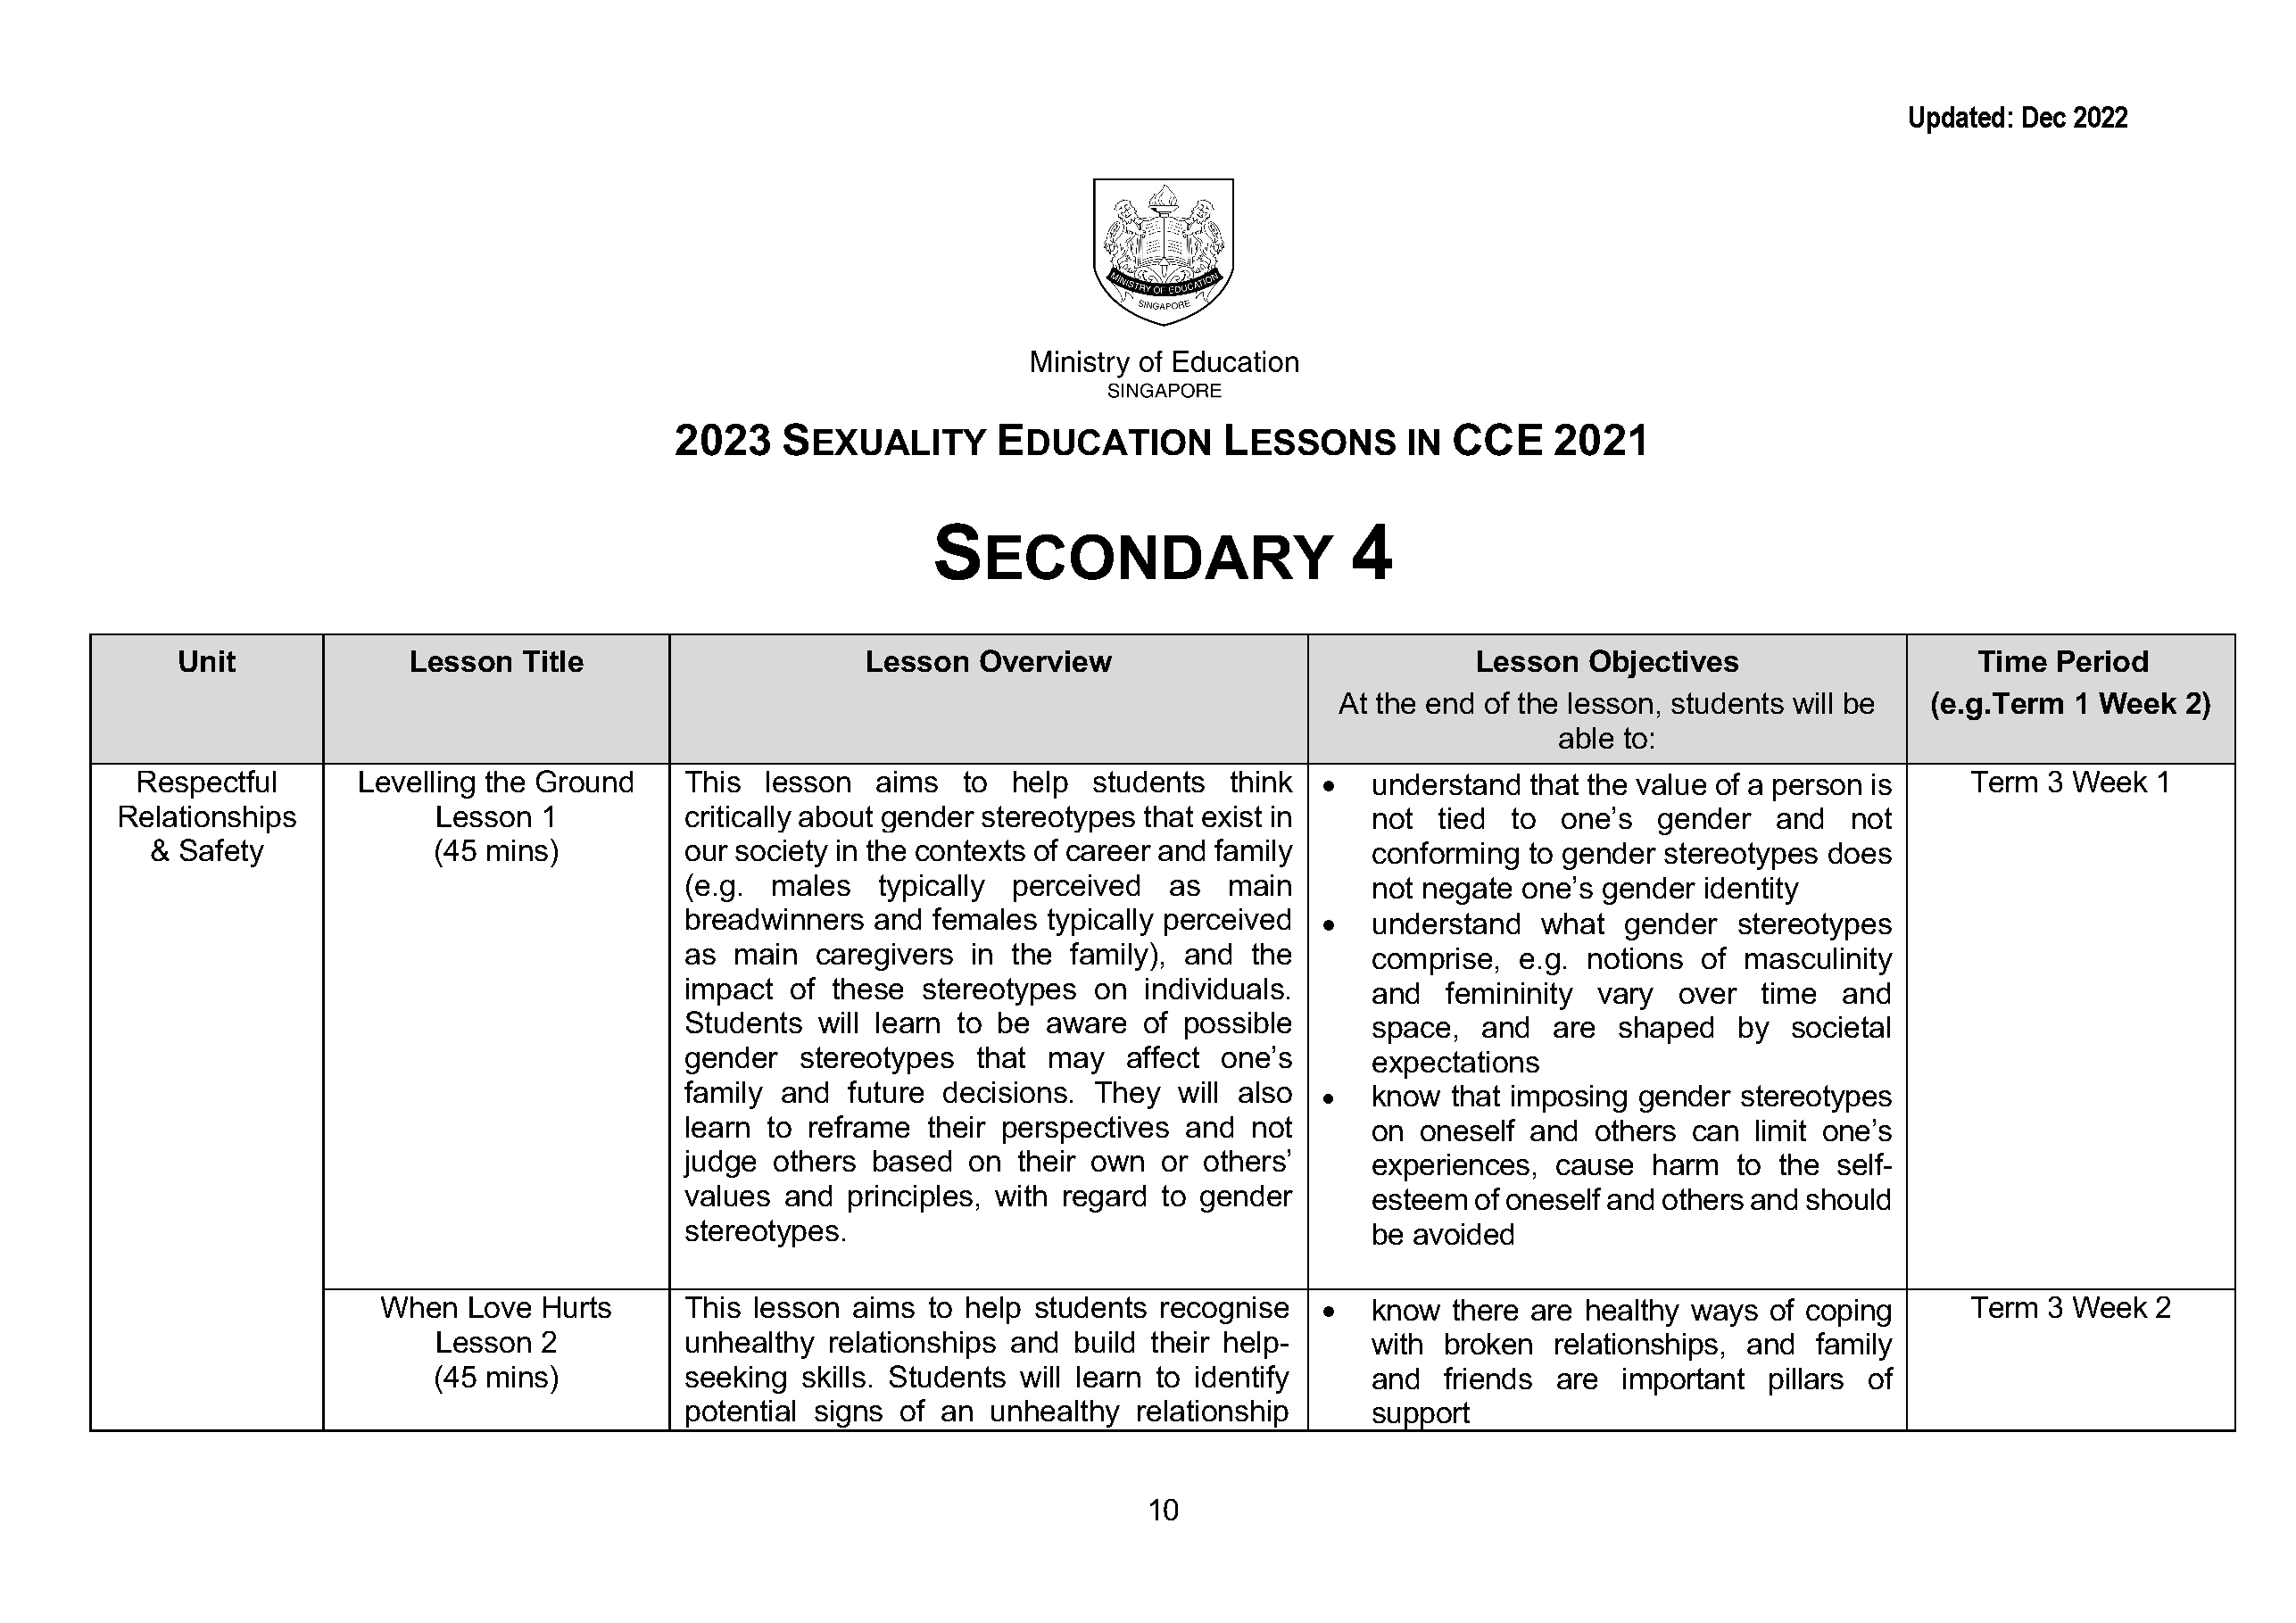 Updated: Dec 2022
MINISTRY OF EDUCATION
SINGAPORE
Ministry of Education
SINGAPORE
2023 SEXUALITY EDUCATION LESSONS IN CCE 2021
SECONDARY 4
Unit
Lesson Title
Lesson Overview
Lesson Objectives
At the end of the lesson, students will be
able to:
Time Period
(e.g.Term 1 Week 2)
Respectful
Relationships
& Safety
Levelling the Ground
Lesson 1
(45 mins)
This lesson aims to help students think
critically about gender stereotypes that exist in
our society in the contexts of career and family
(e.g. males typically perceived as main
breadwinners and females typically perceived
as main caregivers in the family), and the
impact of these stereotypes on individuals.
Students will learn to be aware of possible
gender stereotypes that may affect one’s
family and future decisions. They will also
learn to reframe their perspectives and not
judge others based on their own or others’
values and principles, with regard to gender
stereotypes.
• understand that the value of a person is
not tied to one’s gender and not
conforming to gender stereotypes does
not negate one’s gender identity
• understand what gender stereotypes
comprise, e.g. notions of masculinity
and femininity vary over time and
space, and are shaped by societal
expectations
• know that imposing gender stereotypes
on oneself and others can limit one’s
experiences, cause harm to the self-
esteem of oneself and others and should
be avoided
Term 3 Week 1
When Love Hurts
Lesson 2
(45 mins)
This lesson aims to help students recognise
unhealthy relationships and build their help-
seeking skills. Students will learn to identify
potential signs of an unhealthy relationship
• know there are healthy ways of coping
with broken relationships, and family
and friends are important pillars of
support
Term 3 Week 2
10